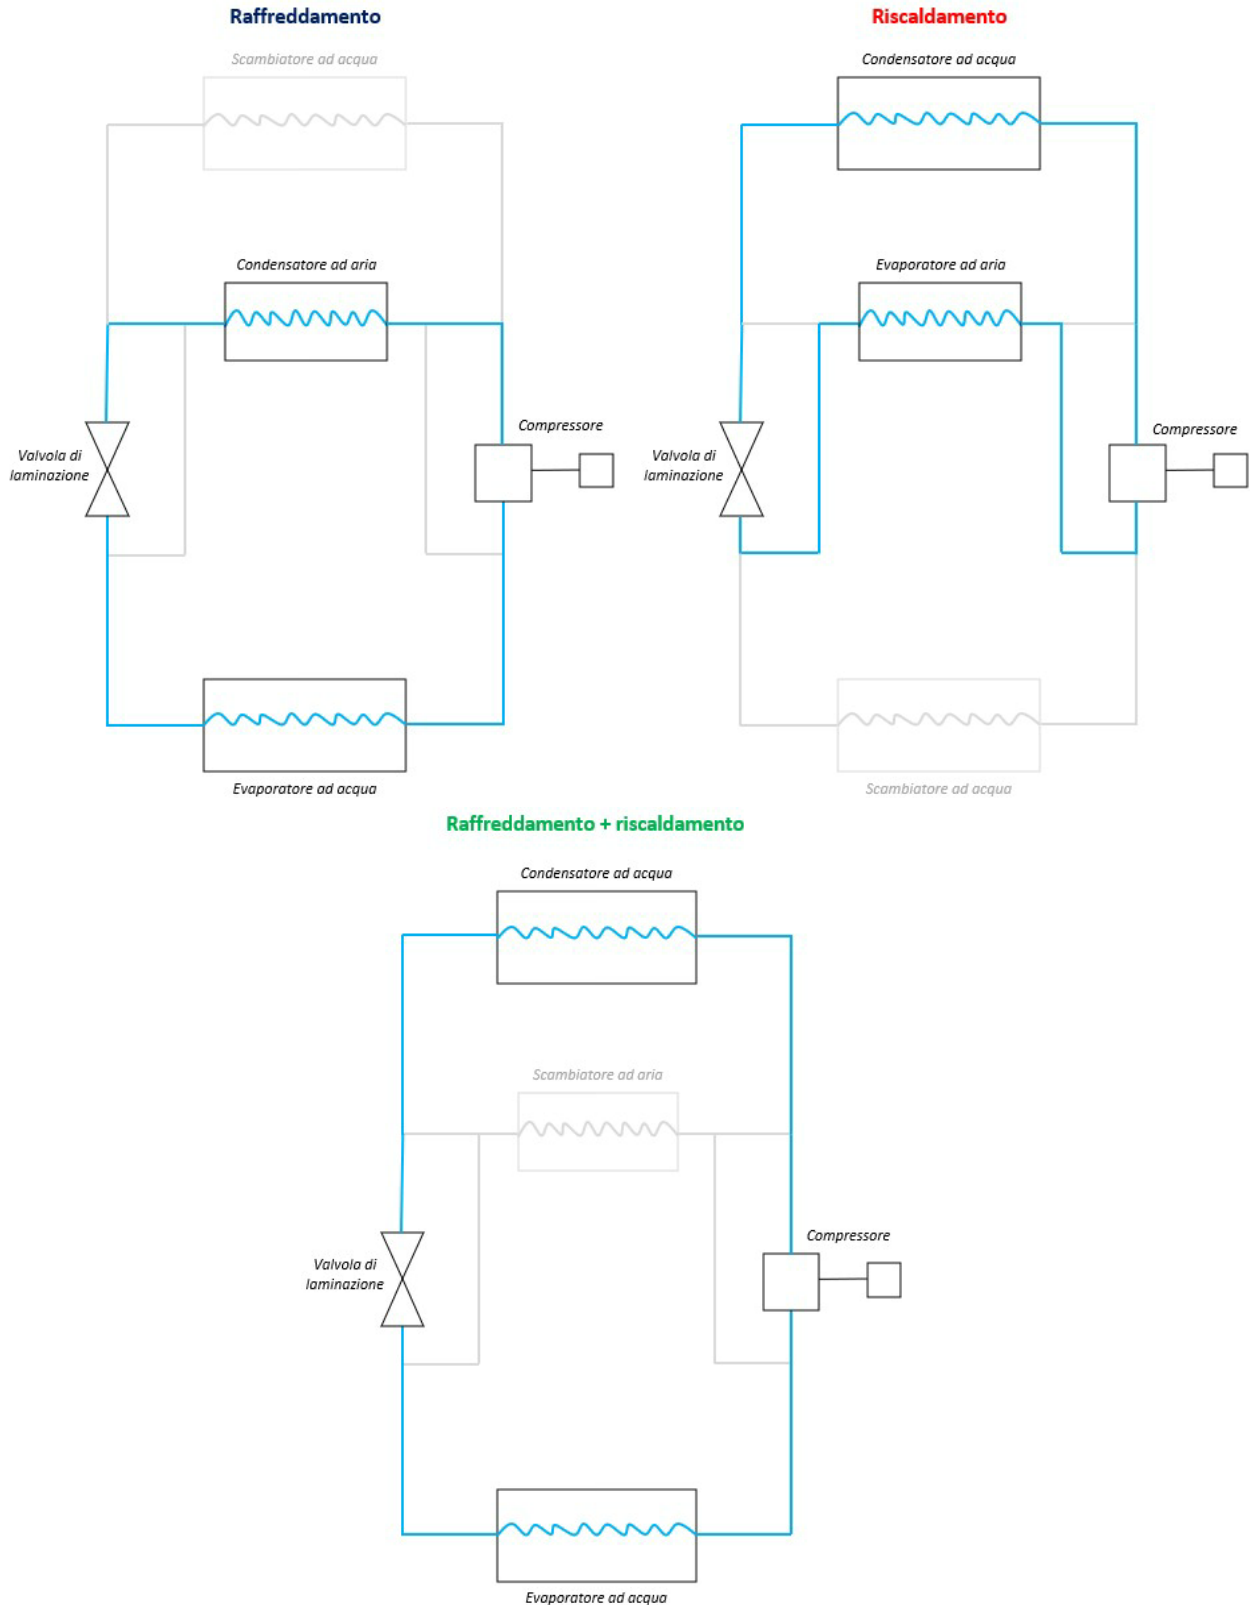 Raffreddamento
Scambiatore ad acqua
Condensatore ad aria
Compressore
Valvola di
laminazione
Evaporatore ad acqua
Riscaldamento
Condensatore ad acqua
Evaporatore ad aria
Compressore
Valvola di
laminazione
Scambiatore ad acqua
Raffreddamento + riscaldamento
Condensatore ad acqua
Scambiatore ad aria
Compressore
Valvola di
laminazione
Evaporatore ad acqua